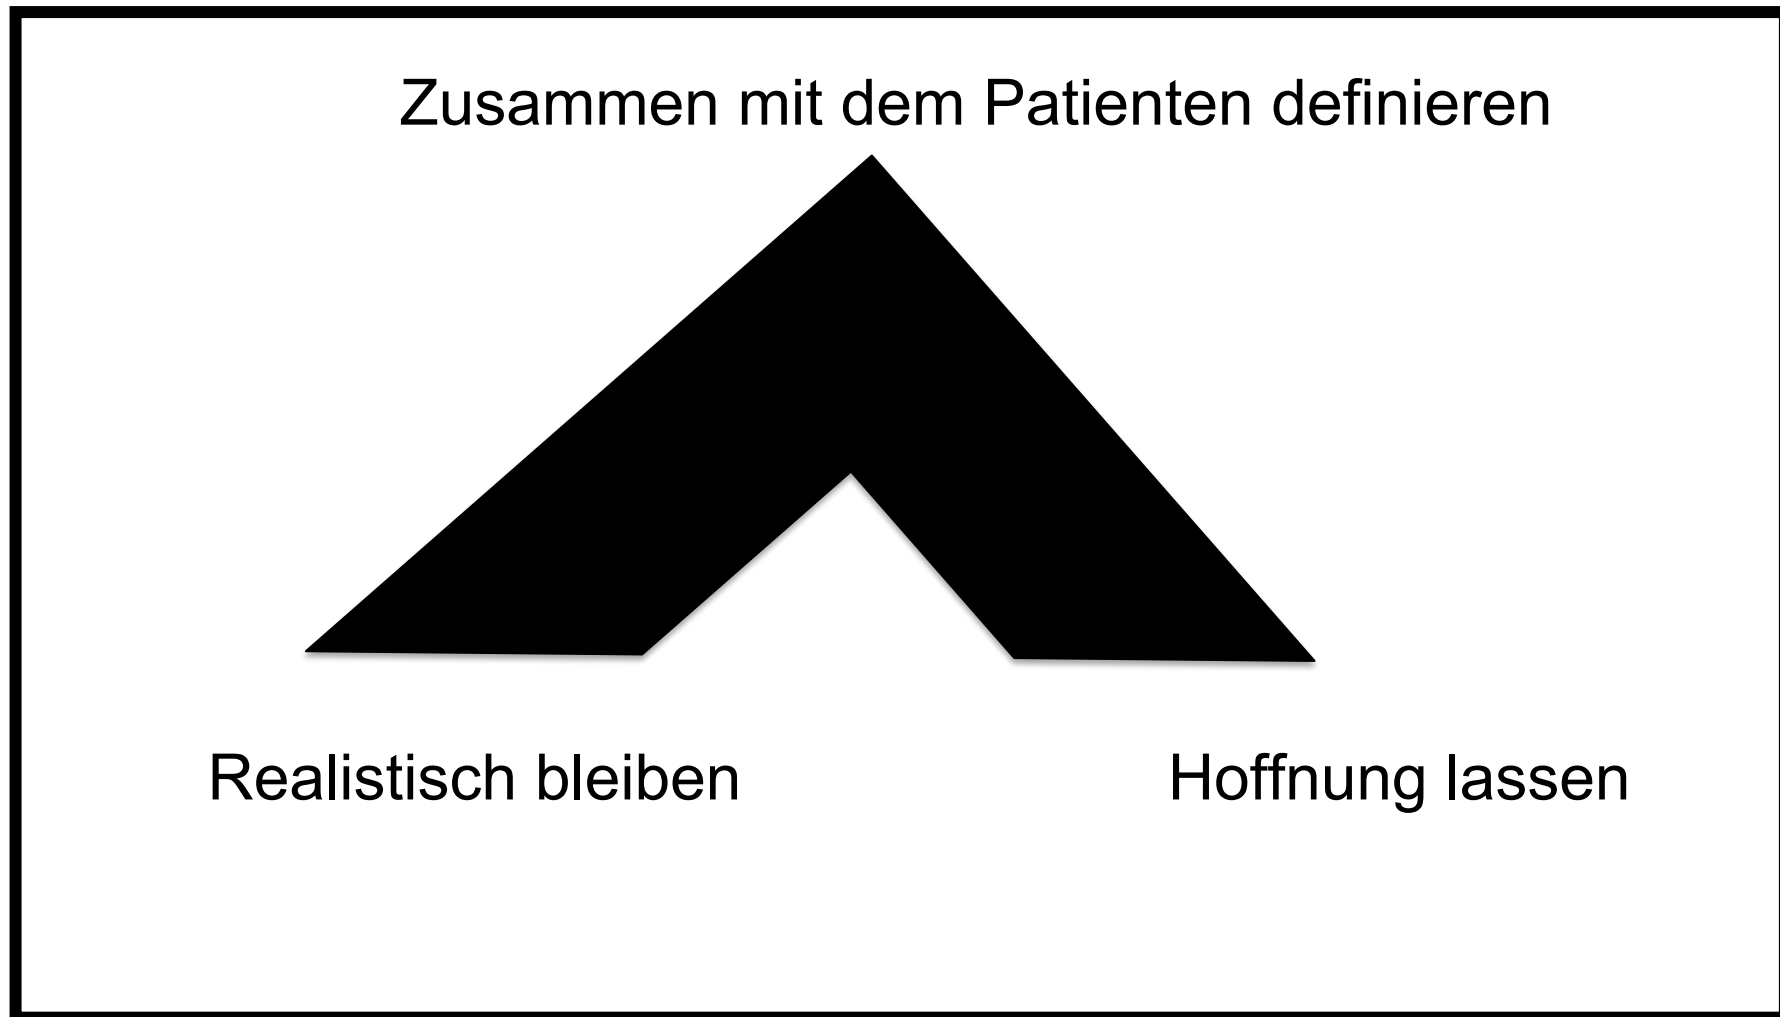 Zusammen mit dem Patienten definieren
Realistisch bleiben
Hoffnung lassen